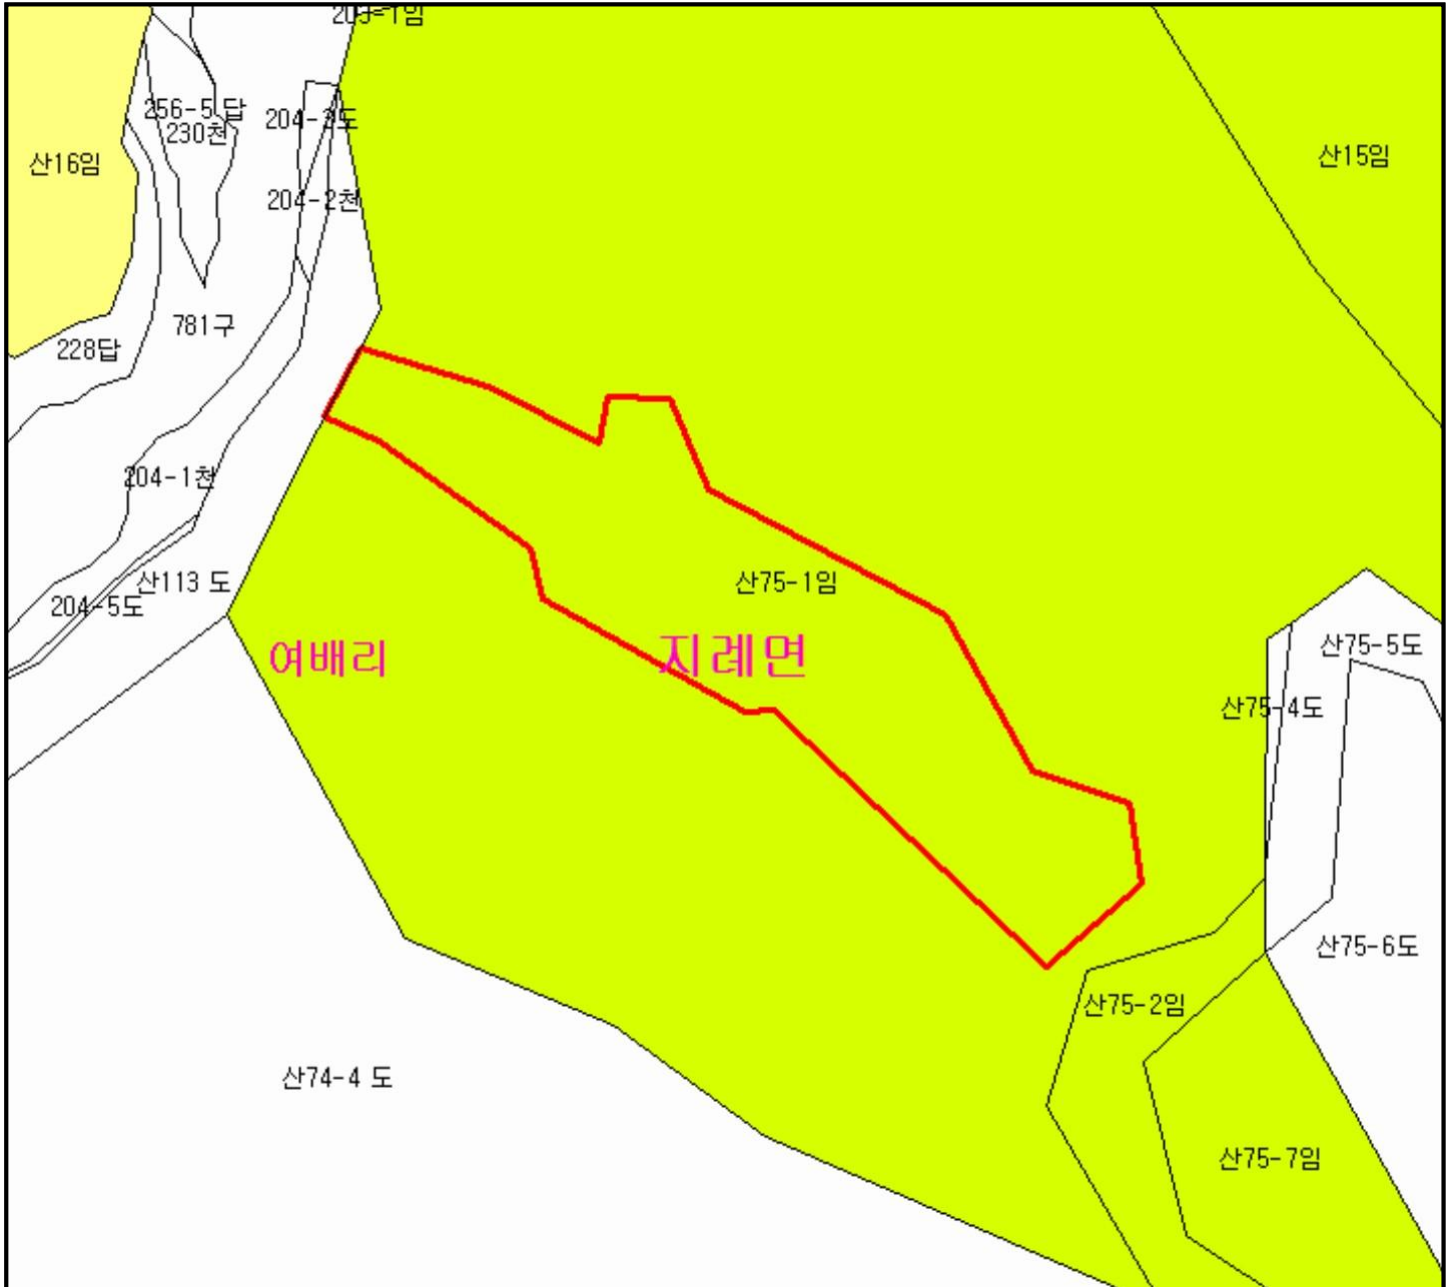 256-5 답
204-3도
230천
산15임
산16임
204-2천
781구
228답
204-1천
산113 도
산75-1임
204-5도
산75-5도
여배리
지례면
산75-4도
산75-6도
산75-2임
산74-4 도
산75-7임